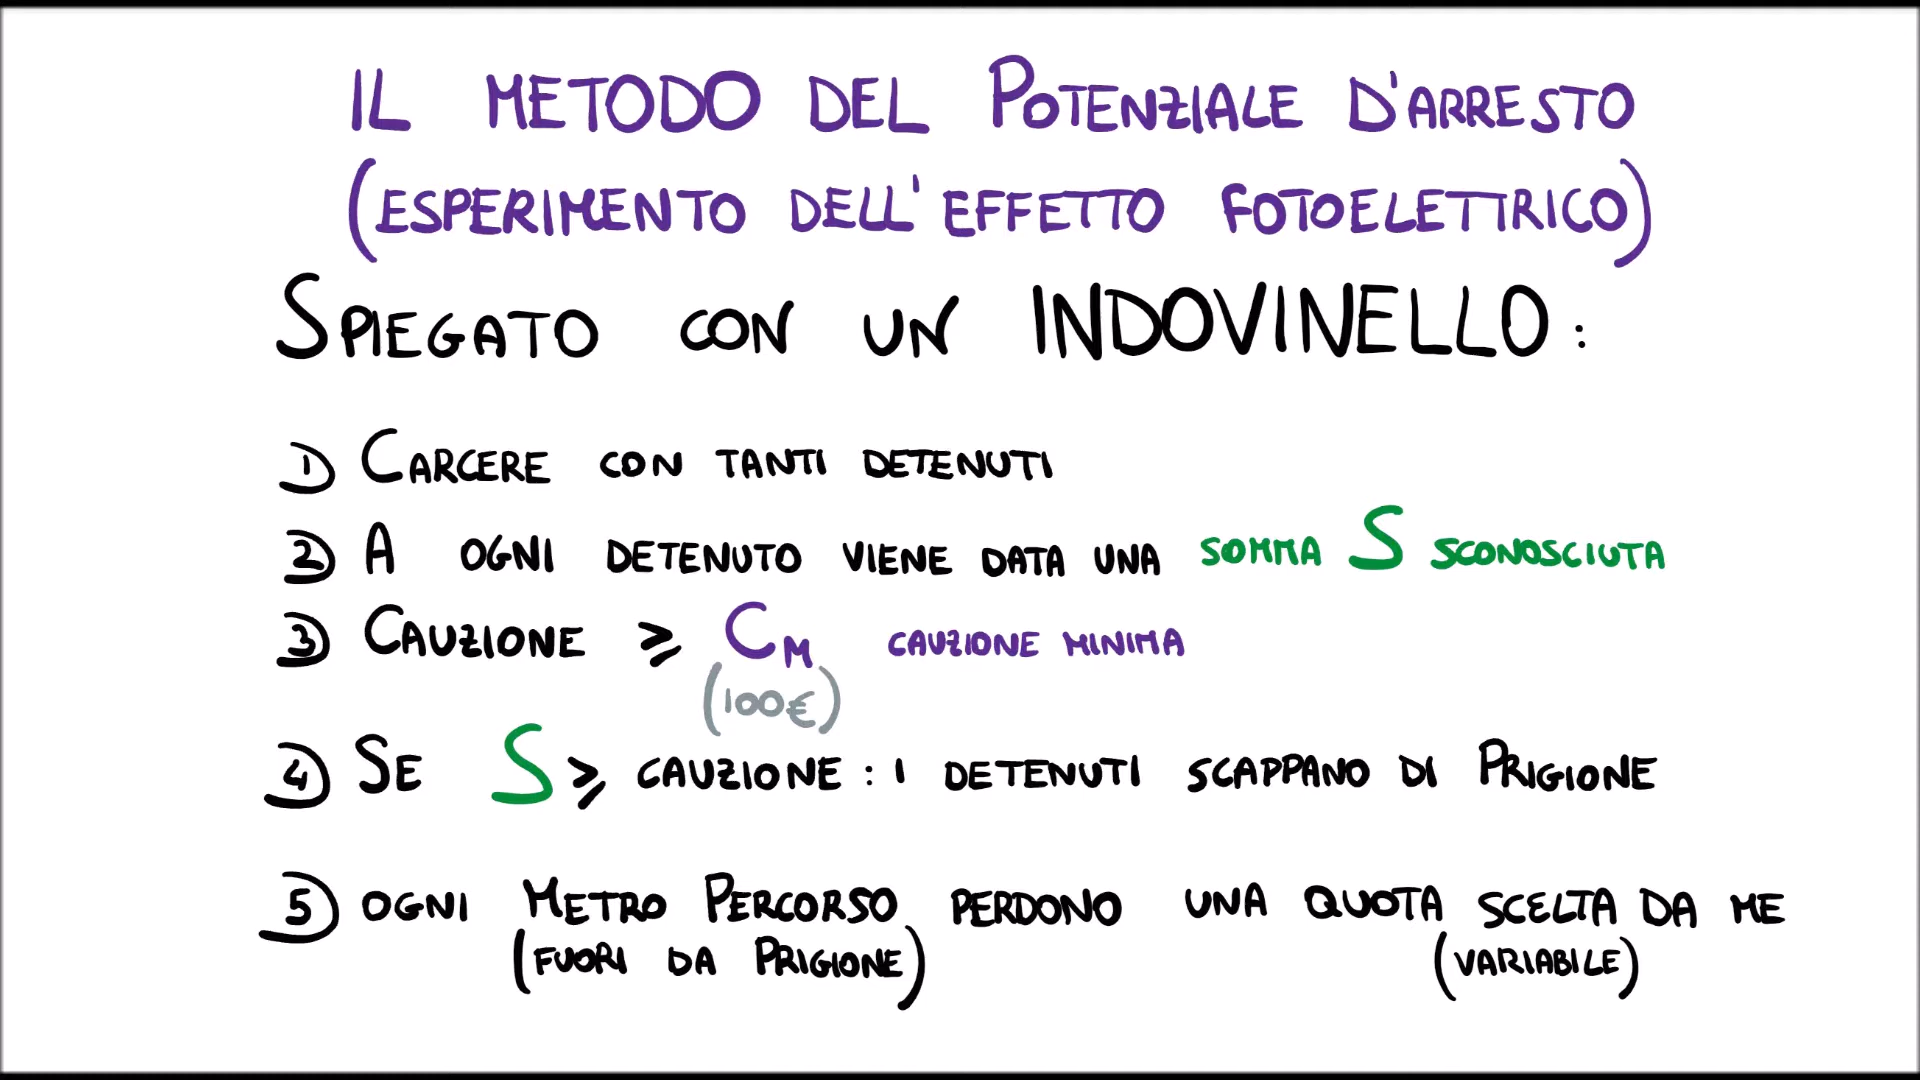 IL METODO DEL POTENZIALE D'ARRESTO
(ESPERIMENTO DELL'EFFETTO FOTOELETTRICO)
SPIEGATO CON UN INDOVINELLO:
1) CARCERE CON TANTI DETENUTI
2) A OGNI DETENUTO VIENE DATA UNA SOMMA S SCONOSCIUTA
3) CAUZIONE ⩾ CM CAUZIONE MINIMA
(100€)
4) SE S ⩾ CAUZIONE: I DETENUTI SCAPPANO DI PRIGIONE
5) OGNI METRO PERCORSO PERDONO UNA QUOTA SCELTA DA ME
(FUORI DA PRIGIONE) (VARIABILE)